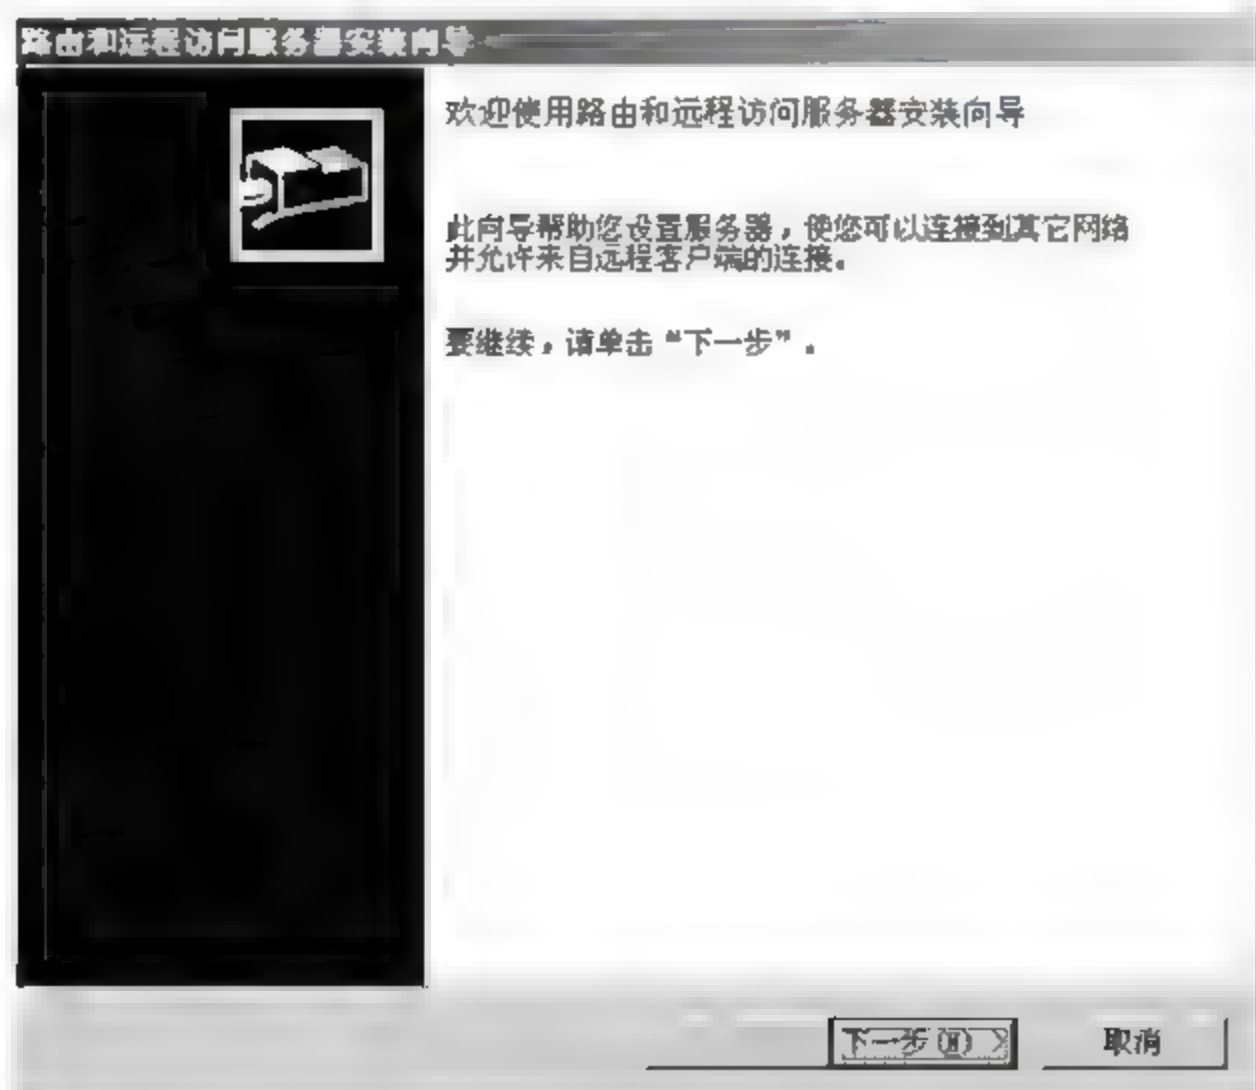 路由和远程访问服务器安装向导
欢迎使用路由和远程访问服务器安装向导
此向导帮助您设置服务器，使您可以连接到其它网络
并允许来自远程客户端的连接。
要继续，请单击“下一步”。
下一步(N) >
取消